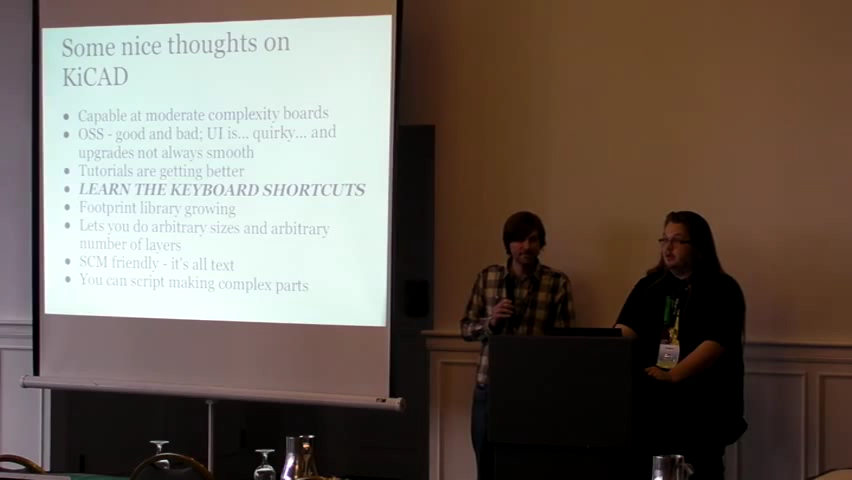 Some nice thoughts on
KiCAD
● Capable at moderate complexity boards
● OSS - good and bad; UI is... quirky... and
upgrades not always smooth
● Tutorials are getting better
● LEARN THE KEYBOARD SHORTCUTS
● Footprint library growing
● Lets you do arbitrary sizes and arbitrary
number of layers
● SCM friendly - it's all text
● You can script making complex parts